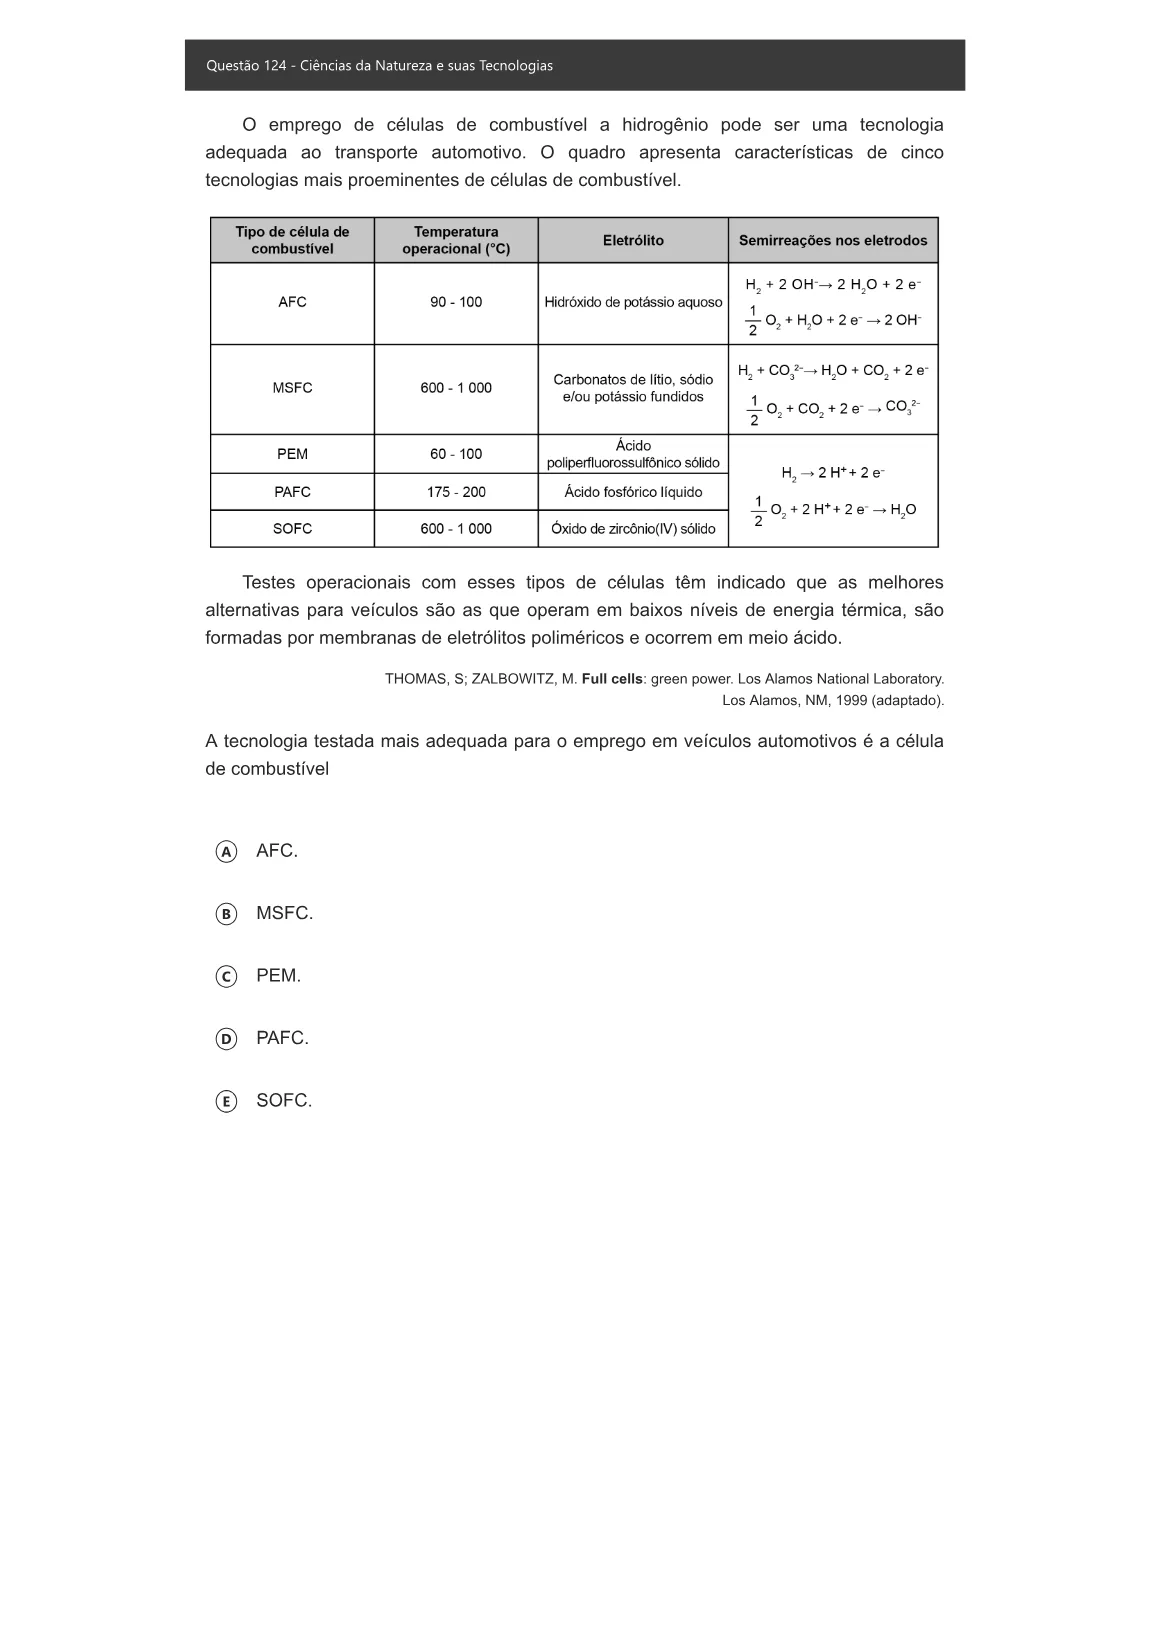 Questão 124 - Ciências da Natureza e suas Tecnologias
O emprego de células de combustível a hidrogênio pode ser uma tecnologia
adequada ao transporte automotivo. O quadro apresenta características de cinco
tecnologias mais proeminentes de células de combustível.
Tipo de célula de combustível
Temperatura operacional (°C)
Eletrólito
Semirreações nos eletrodos
AFC
90 - 100
Hidróxido de potássio aquoso
H₂ + 2 OH⁻→ 2 H₂O + 2 e⁻
1/2 O₂ + H₂O + 2 e⁻ → 2 OH⁻
MSFC
600 - 1 000
Carbonatos de lítio, sódio
e/ou potássio fundidos
H₂ + CO₃²⁻→ H₂O + CO₂ + 2 e⁻
1/2 O₂ + CO₂ + 2 e⁻ → CO₃²⁻
PEM
60 - 100
Ácido
poliperfluorossulfônico sólido
H₂ → 2 H⁺ + 2 e⁻
1/2 O₂ + 2 H⁺ + 2 e⁻ → H₂O
PAFC
175 - 200
Ácido fosfórico líquido
SOFC
600 - 1 000
Óxido de zircônio(IV) sólido
Testes operacionais com esses tipos de células têm indicado que as melhores
alternativas para veículos são as que operam em baixos níveis de energia térmica, são
formadas por membranas de eletrólitos poliméricos e ocorrem em meio ácido.
THOMAS, S; ZALBOWITZ, M. Full cells: green power. Los Alamos National Laboratory.
Los Alamos, NM, 1999 (adaptado).
A tecnologia testada mais adequada para o emprego em veículos automotivos é a célula
de combustível
A AFC.
B MSFC.
C PEM.
D PAFC.
E SOFC.